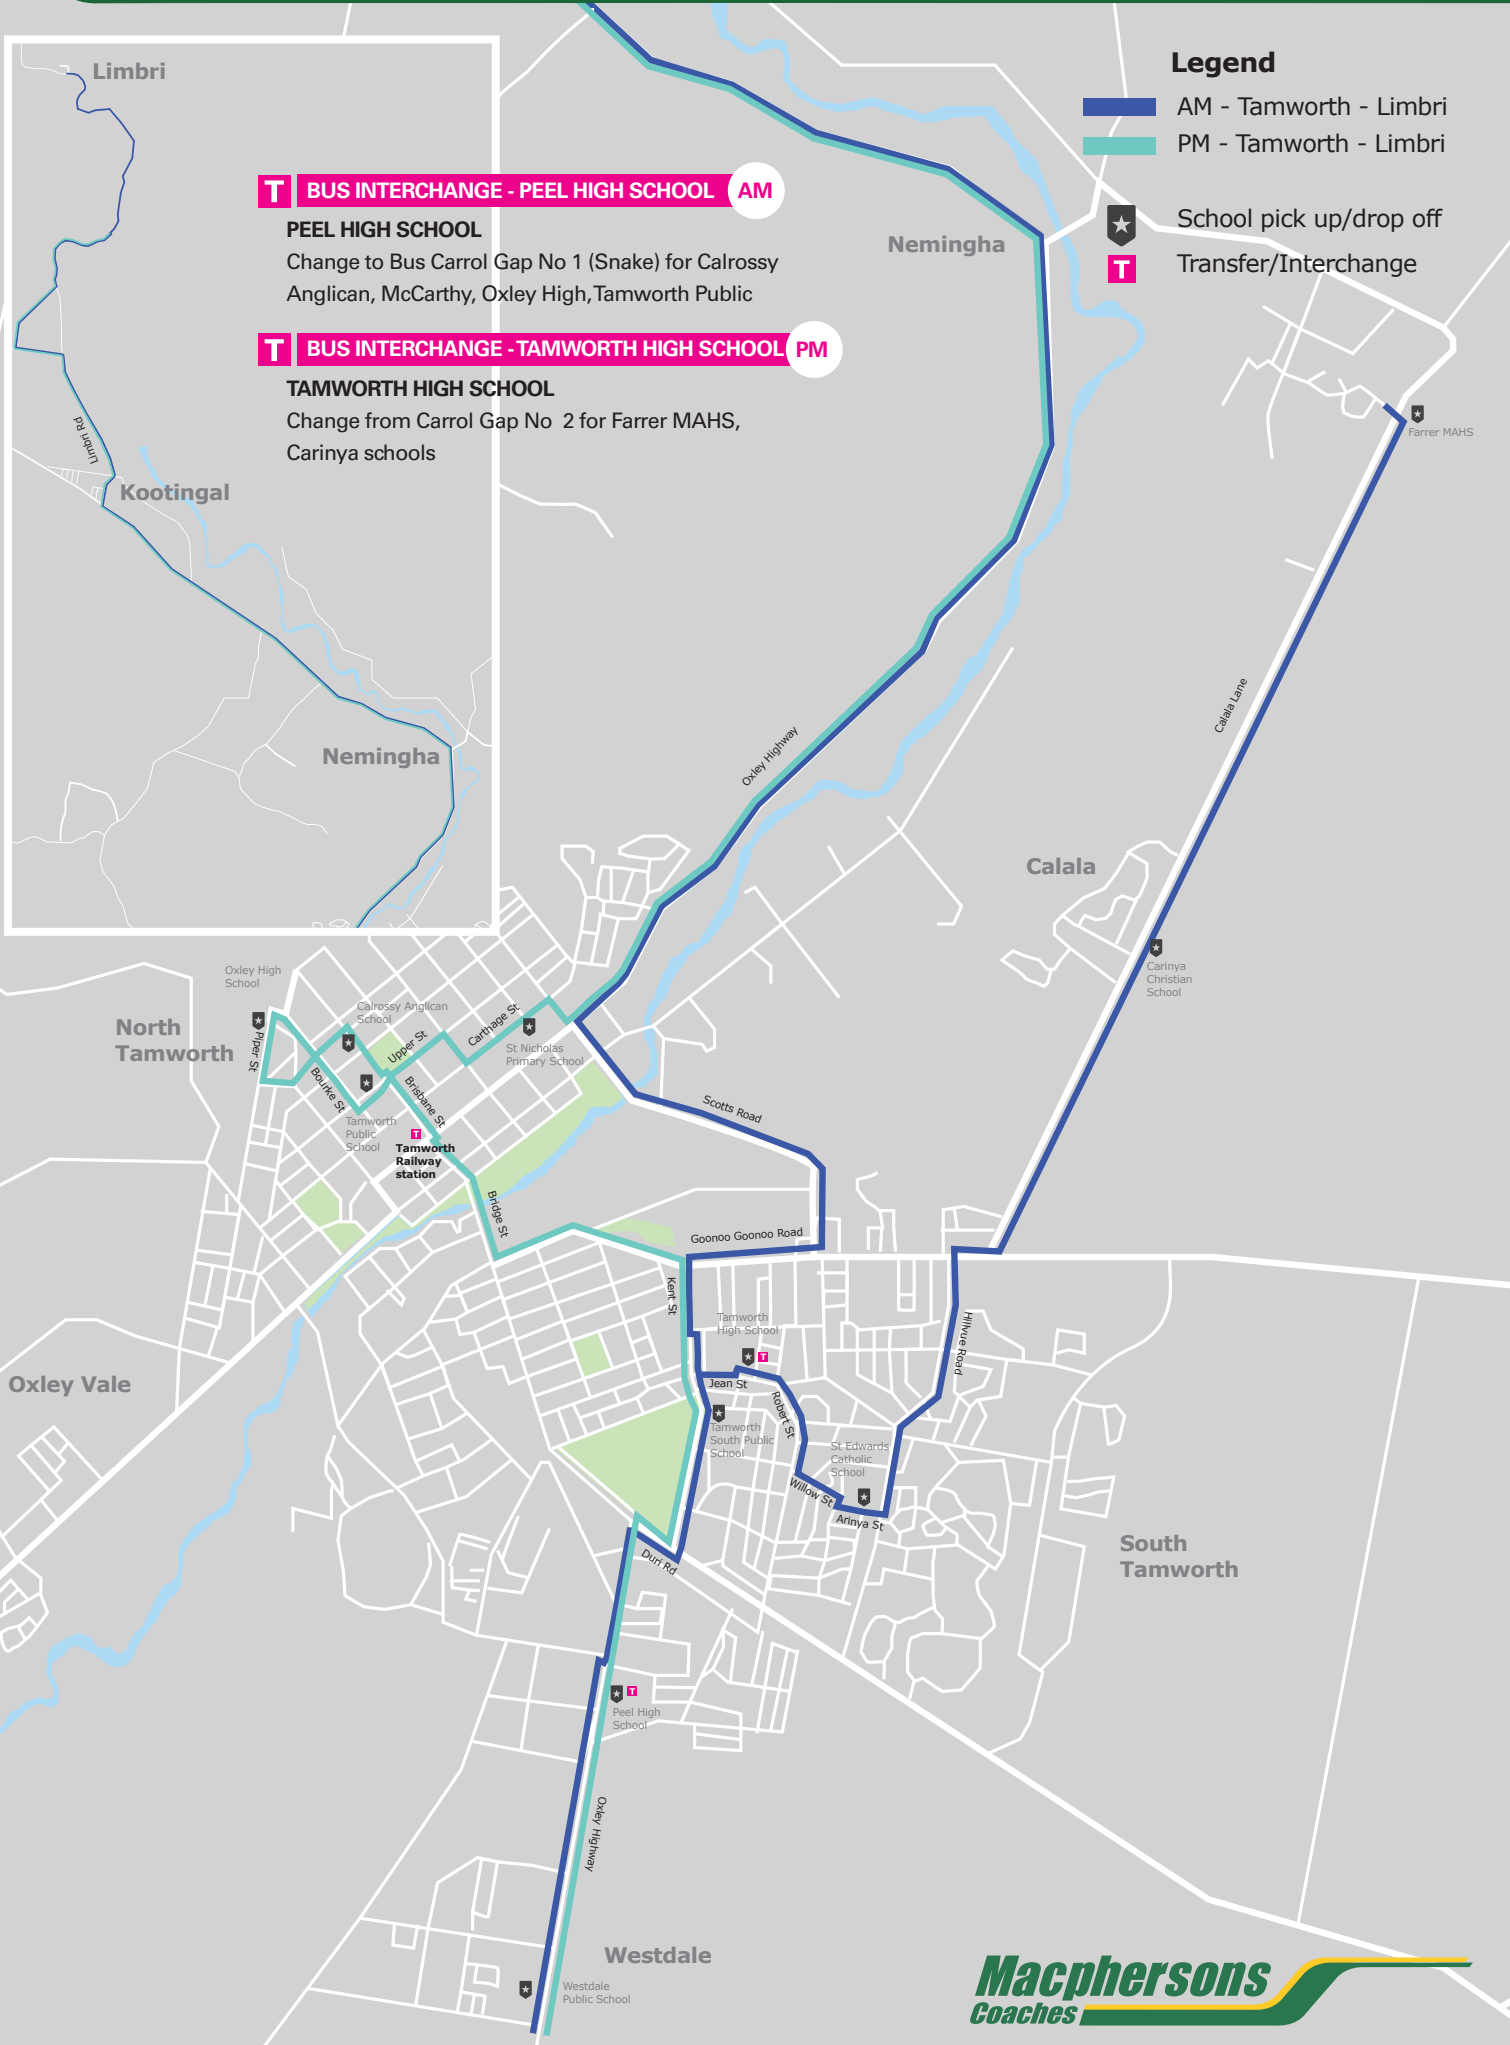 Legend
AM - Tamworth - Limbri
PM - Tamworth - Limbri
School pick up/drop off
T Transfer/Interchange
Limbri
T BUS INTERCHANGE - PEEL HIGH SCHOOL AM
PEEL HIGH SCHOOL
Change to Bus Carrol Gap No 1 (Snake) for Calrossy
Anglican, McCarthy, Oxley High, Tamworth Public
T BUS INTERCHANGE - TAMWORTH HIGH SCHOOL PM
TAMWORTH HIGH SCHOOL
Change from Carrol Gap No 2 for Farrer MAHS,
Carinya schools
Nemingha
Farrer MAHS
Limbri Rd
Kootingal
Nemingha
Oxley Highway
Calala Lane
Calala
Carinya
Christian
School
Oxley High
School
North
Tamworth
Piper St
Calrossy Anglican
School
Upper St
Carthage St
St Nicholas
Primary School
Bourke St
Brisbane St
Tamworth
Public
School
T
Tamworth
Railway
station
Scotts Road
Bridge St
Goonoo Goonoo Road
Kent St
Tamworth
High School
T
Jean St
Hillvue Road
Robert St
Tamworth
South Public
School
St Edwards
Catholic
School
Willow St
Arinya St
Oxley Vale
Duri Rd
South
Tamworth
T
Peel High
School
Oxley Highway
Westdale
Westdale
Public School
Macphersons
Coaches